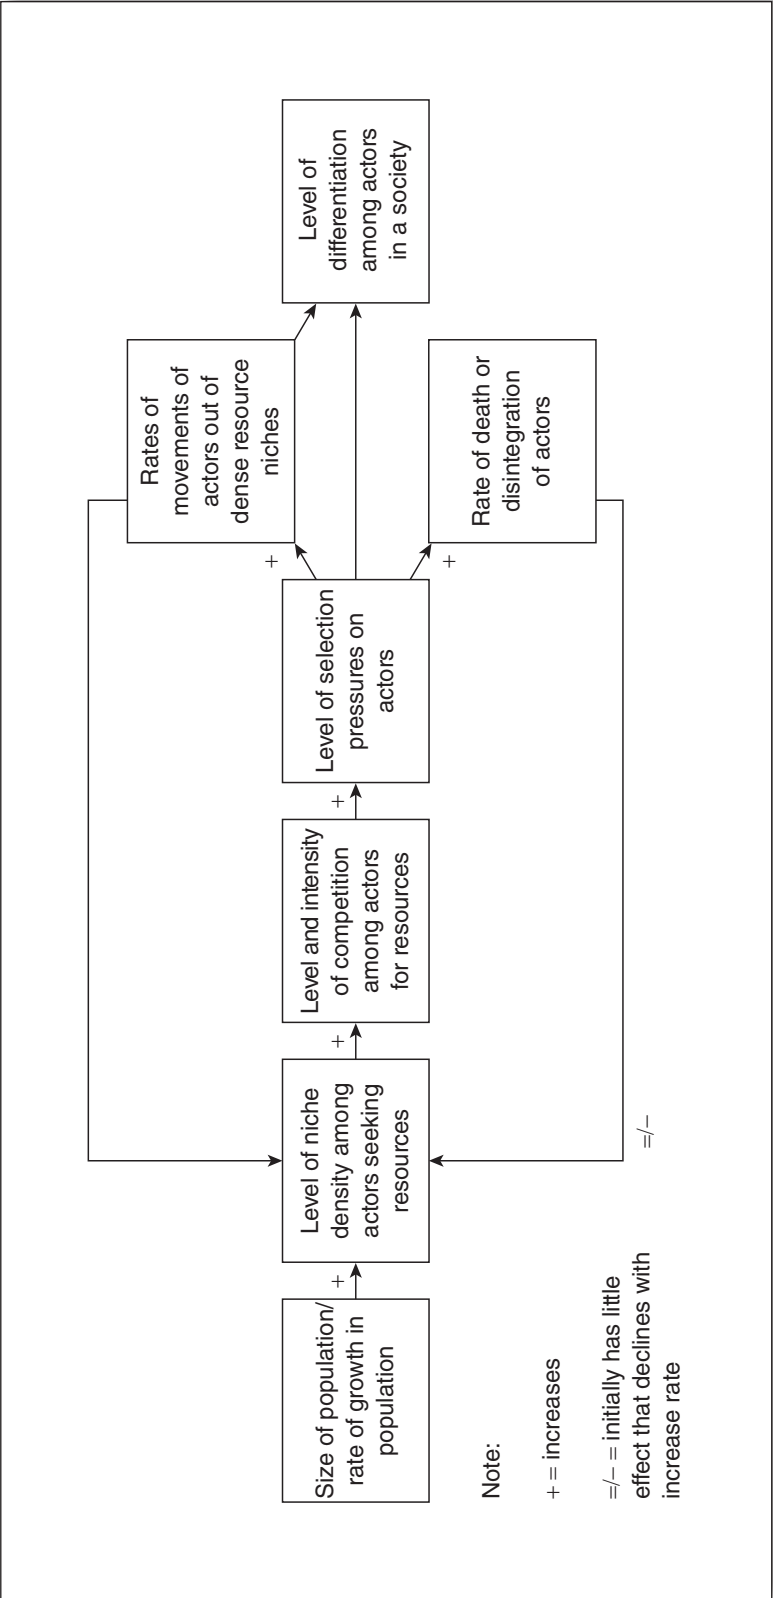 Size of population/
rate of growth in
population
+
Level of niche
density among
actors seeking
resources
+
Level and intensity
of competition
among actors
for resources
+
Level of selection
pressures on
actors
+
Rates of
movements of
actors out of
dense resource
niches
+
Rate of death or
disintegration
of actors
Level of
differentiation
among actors
in a society
=/−
Note:
+ = increases
=/− = initially has little
effect that declines with
increase rate